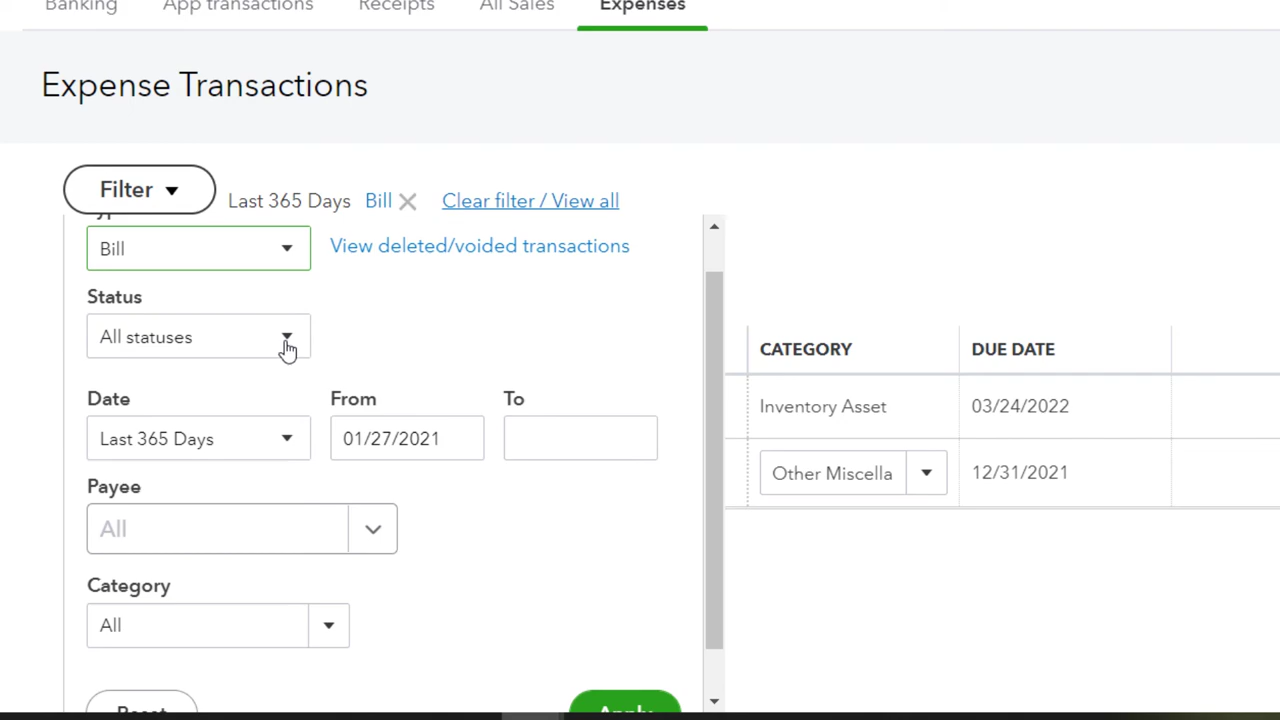 Banking App transactions Receipts All Sales Expenses
Expense Transactions
Filter Last 365 Days Bill Clear filter / View all
Bill View deleted/voided transactions
Status
All statuses
Date From To
Last 365 Days 01/27/2021
Payee
All
Category
All
Reset Apply
CATEGORY DUE DATE
Inventory Asset 03/24/2022
Other Miscella 12/31/2021